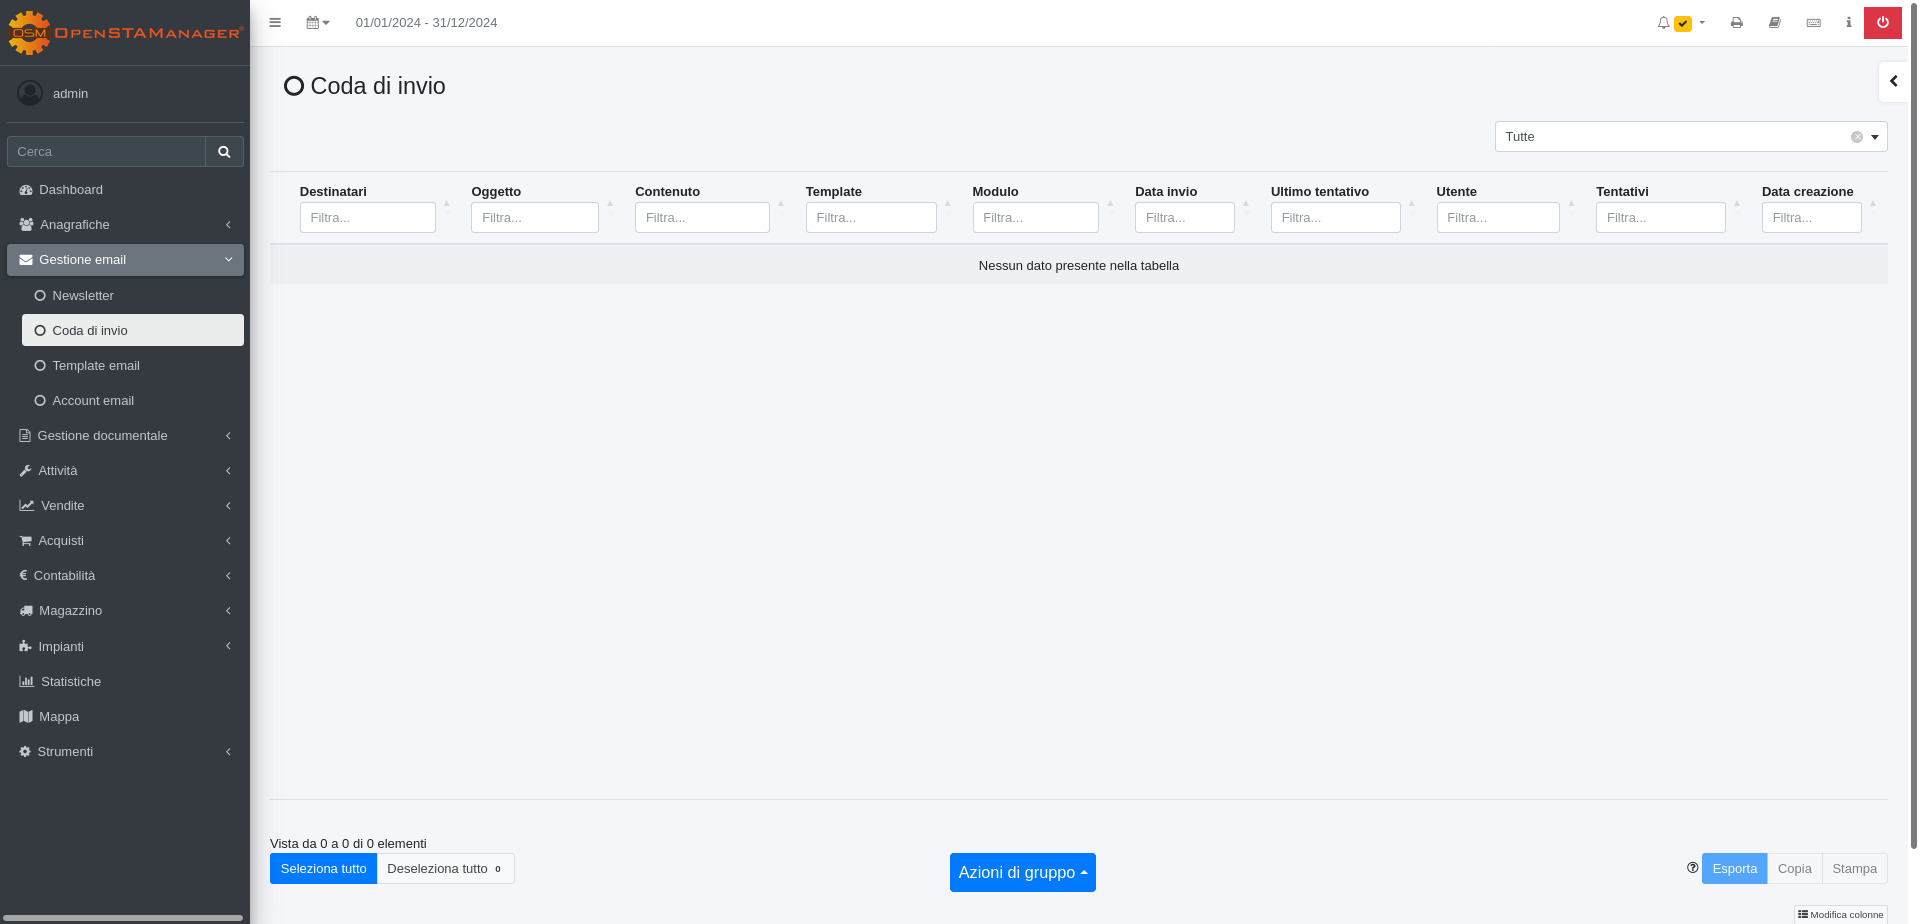 OSM OpenSTAManager®
01/01/2024 - 31/12/2024
admin
Coda di invio
Cerca
Tutte
Dashboard
Anagrafiche
Gestione email
Newsletter
Coda di invio
Template email
Account email
Gestione documentale
Attività
Vendite
Acquisti
Contabilità
Magazzino
Impianti
Statistiche
Mappa
Strumenti
Destinatari Oggetto Contenuto Template Modulo Data invio Ultimo tentativo Utente Tentativi Data creazione
Filtra... Filtra... Filtra... Filtra... Filtra... Filtra... Filtra... Filtra... Filtra... Filtra...
Nessun dato presente nella tabella
Vista da 0 a 0 di 0 elementi
Seleziona tutto Deseleziona tutto 0 Azioni di gruppo Esporta Copia Stampa
Modifica colonne